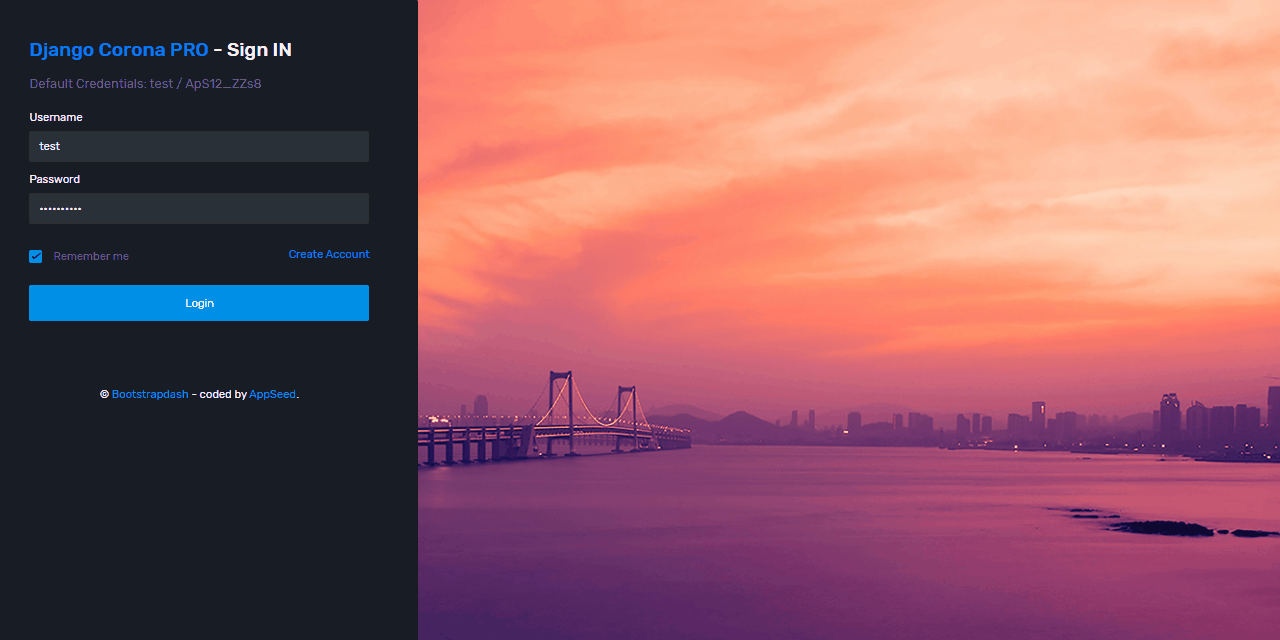 Django Corona PRO - Sign IN
Default Credentials: test / ApS12_ZZs8
Username
test
Password
••••••••••
Remember me
Create Account
Login
© Bootstrapdash - coded by AppSeed.